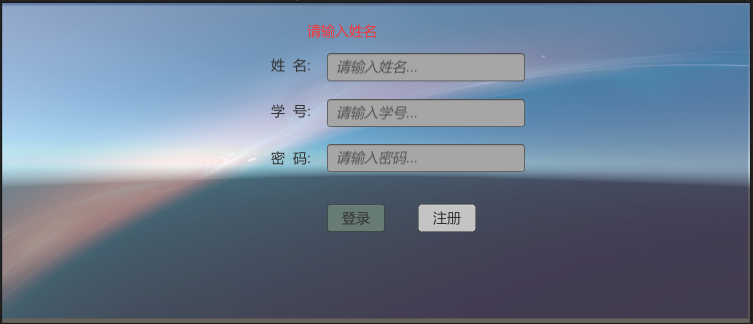 请输入姓名
姓 名: 请输入姓名...
学 号: 请输入学号...
密 码: 请输入密码...
登录 注册